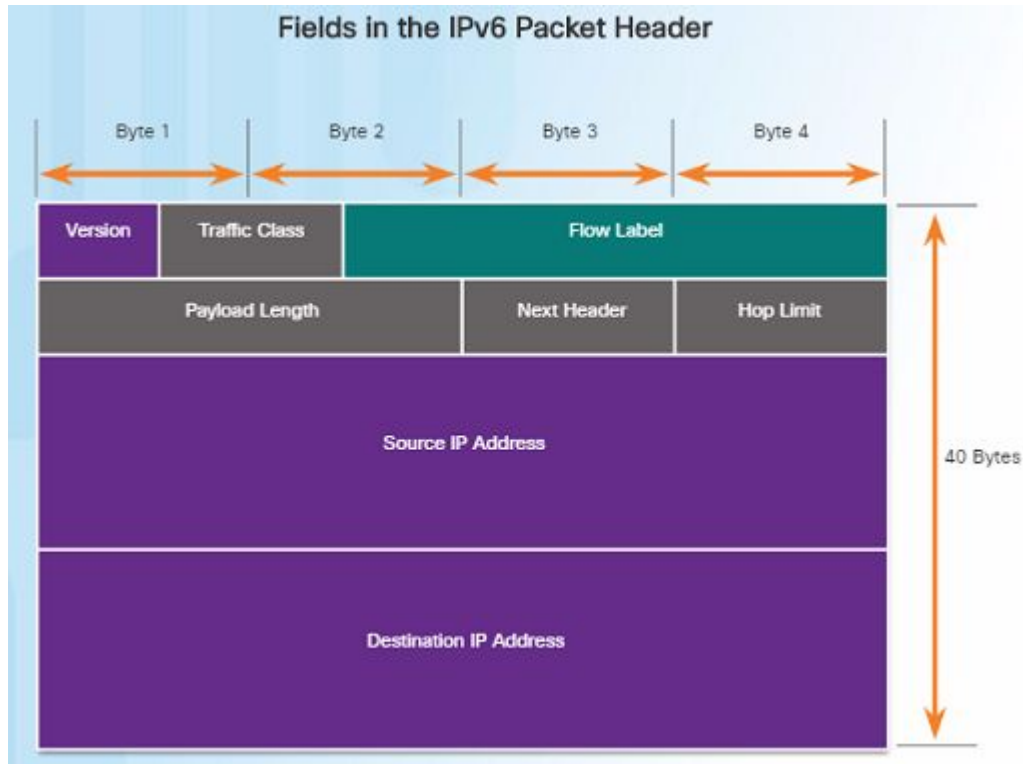 Fields in the IPv6 Packet Header
Byte 1 Byte 2 Byte 3 Byte 4
Version Traffic Class Flow Label
Payload Length Next Header Hop Limit
Source IP Address
40 Bytes
Destination IP Address